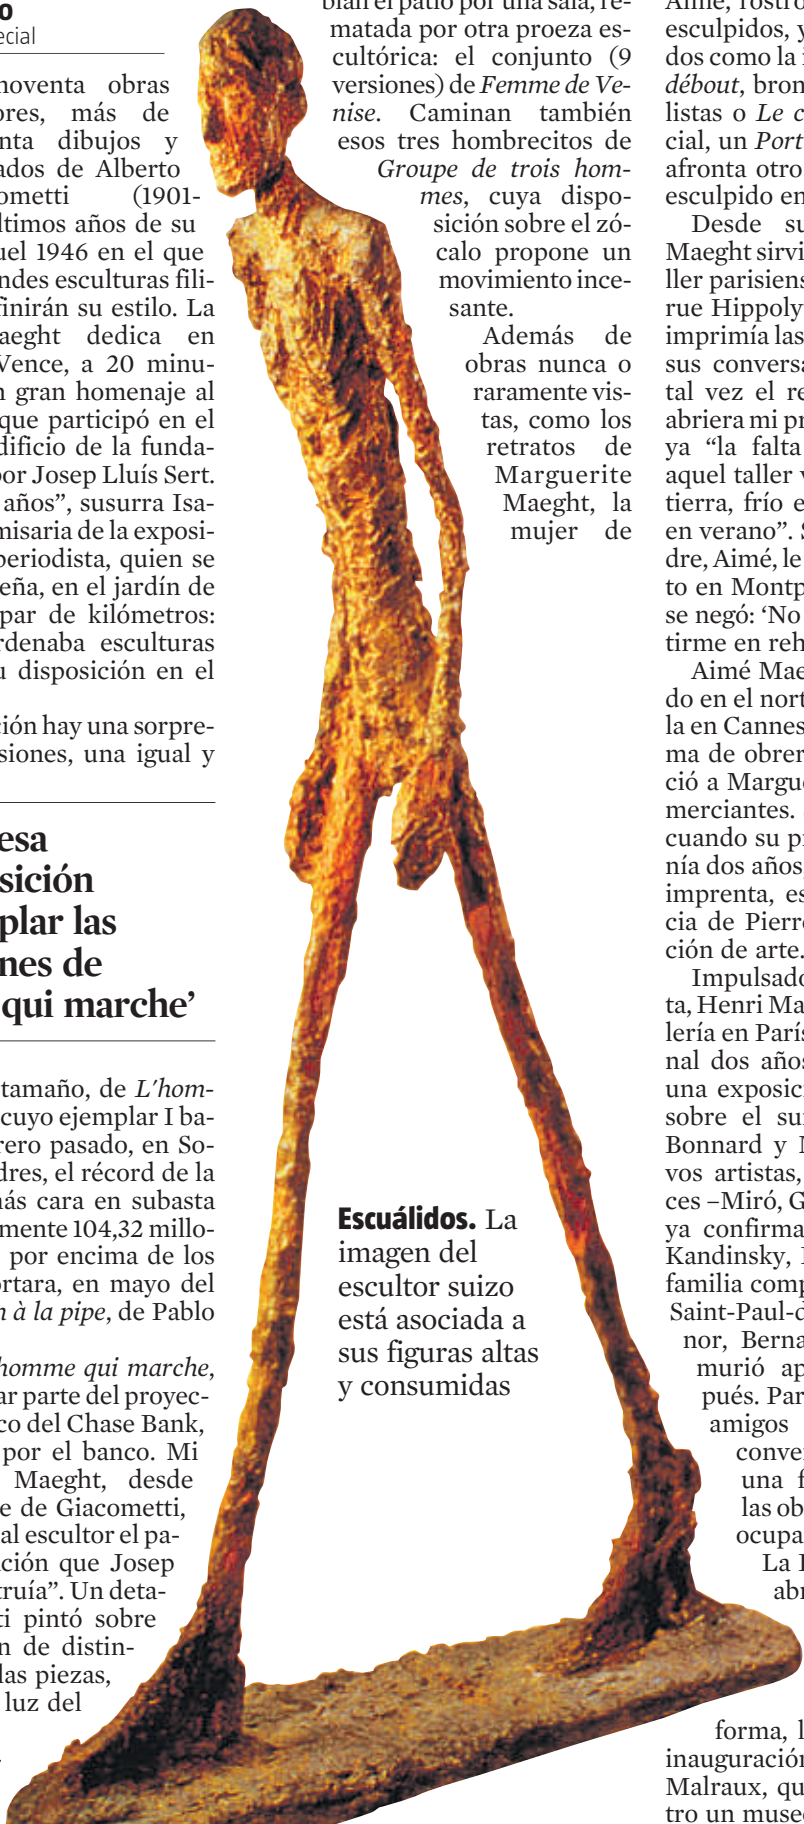 o
ecial
noventa obras
ores, más de
nta dibujos y
ados de Alberto
ometti (1901-
ltimos años de su
uel 1946 en el que
ndes esculturas fili-
finirán su estilo. La
aeght dedica en
Vence, a 20 minu-
n gran homenaje al
que participó en el
dificio de la funda-
por Josep Lluís Sert.
años”, susurra Isa-
misaria de la exposi-
periodista, quien se
eña, en el jardín de
par de kilómetros:
rdenaba esculturas
u disposición en el
ción hay una sorpre-
siones, una igual y
esa
sición
plar las
nes de
qui marche’
tamaño, de L’hom-
cuyo ejemplar I ba-
rero pasado, en So-
dres, el récord de la
más cara en subasta
mente 104,32 millo-
por encima de los
ortara, en mayo del
n à la pipe, de Pablo
homme qui marche,
ar parte del proyec-
co del Chase Bank,
por el banco. Mi
Maeght, desde
e de Giacometti,
al escultor el pa-
ción que Josep
truía”. Un deta-
ti pintó sobre
n de distin-
las piezas,
luz del
bían el patio por una sala, re-
matada por otra proeza es-
cultórica: el conjunto (9
versiones) de Femme de Ve-
nise. Caminan también
esos tres hombrecitos de
Groupe de trois hom-
mes, cuya dispo-
sición sobre el zó-
calo propone un
movimiento ince-
sante.
Además de
obras nunca o
raramente vis-
tas, como los
retratos de
Marguerite
Maeght, la
mujer de
Escuálidos. La
imagen del
escultor suizo
está asociada a
sus figuras altas
y consumidas
Aimé, rostro
esculpidos, y
dos como la
débout, bron
listas o Le c
cial, un Port
afronta otro
esculpido en
Desde su
Maeght sirvi
ller parisiens
rue Hippoly
imprimía las
sus conversa
tal vez el re
abriera mi pr
ya “la falta
aquel taller v
tierra, frío e
en verano”. S
dre, Aimé, le
to en Montp
se negó: ‘No
tirme en reh
Aimé Mae
do en el nort
la en Cannes
ma de obrer
ció a Margue
merciantes.
cuando su pr
nía dos años,
imprenta, es
cia de Pierre
ción de arte.
Impulsado
ta, Henri Ma
lería en París
nal dos años
una exposici
sobre el su
Bonnard y M
vos artistas,
ces –Miró, G
ya confirma
Kandinsky,
familia comp
Saint-Paul-d
nor, Berna
murió ap
pués. Par
amigos
conve
una f
las ob
ocupa
La
abr
forma, l
inauguración
Malraux, qu
tro un museo